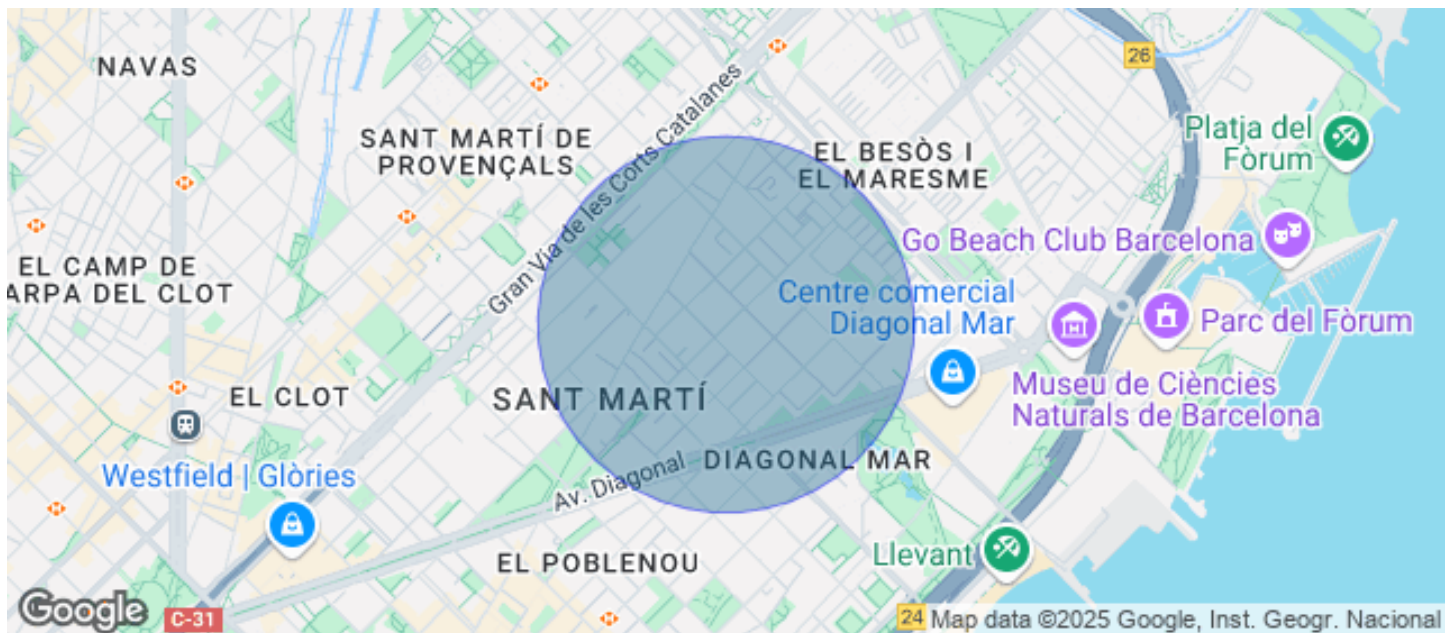 NAVAS
26
SANT MARTÍ DE
PROVENÇALS
Gran Vía de les Corts Catalanes
EL BESÒS I
EL MARESME
Platja del
Fòrum
Go Beach Club Barcelona
EL CAMP DE
ARPA DEL CLOT
Centre comercial
Diagonal Mar
Parc del Fòrum
EL CLOT
SANT MARTÍ
Museu de Ciències
Naturals de Barcelona
Westfield | Glòries
Av. Diagonal
DIAGONAL MAR
EL POBLENOU
Llevant
Google
C-31
24
Map data ©2025 Google, Inst. Geogr. Nacional